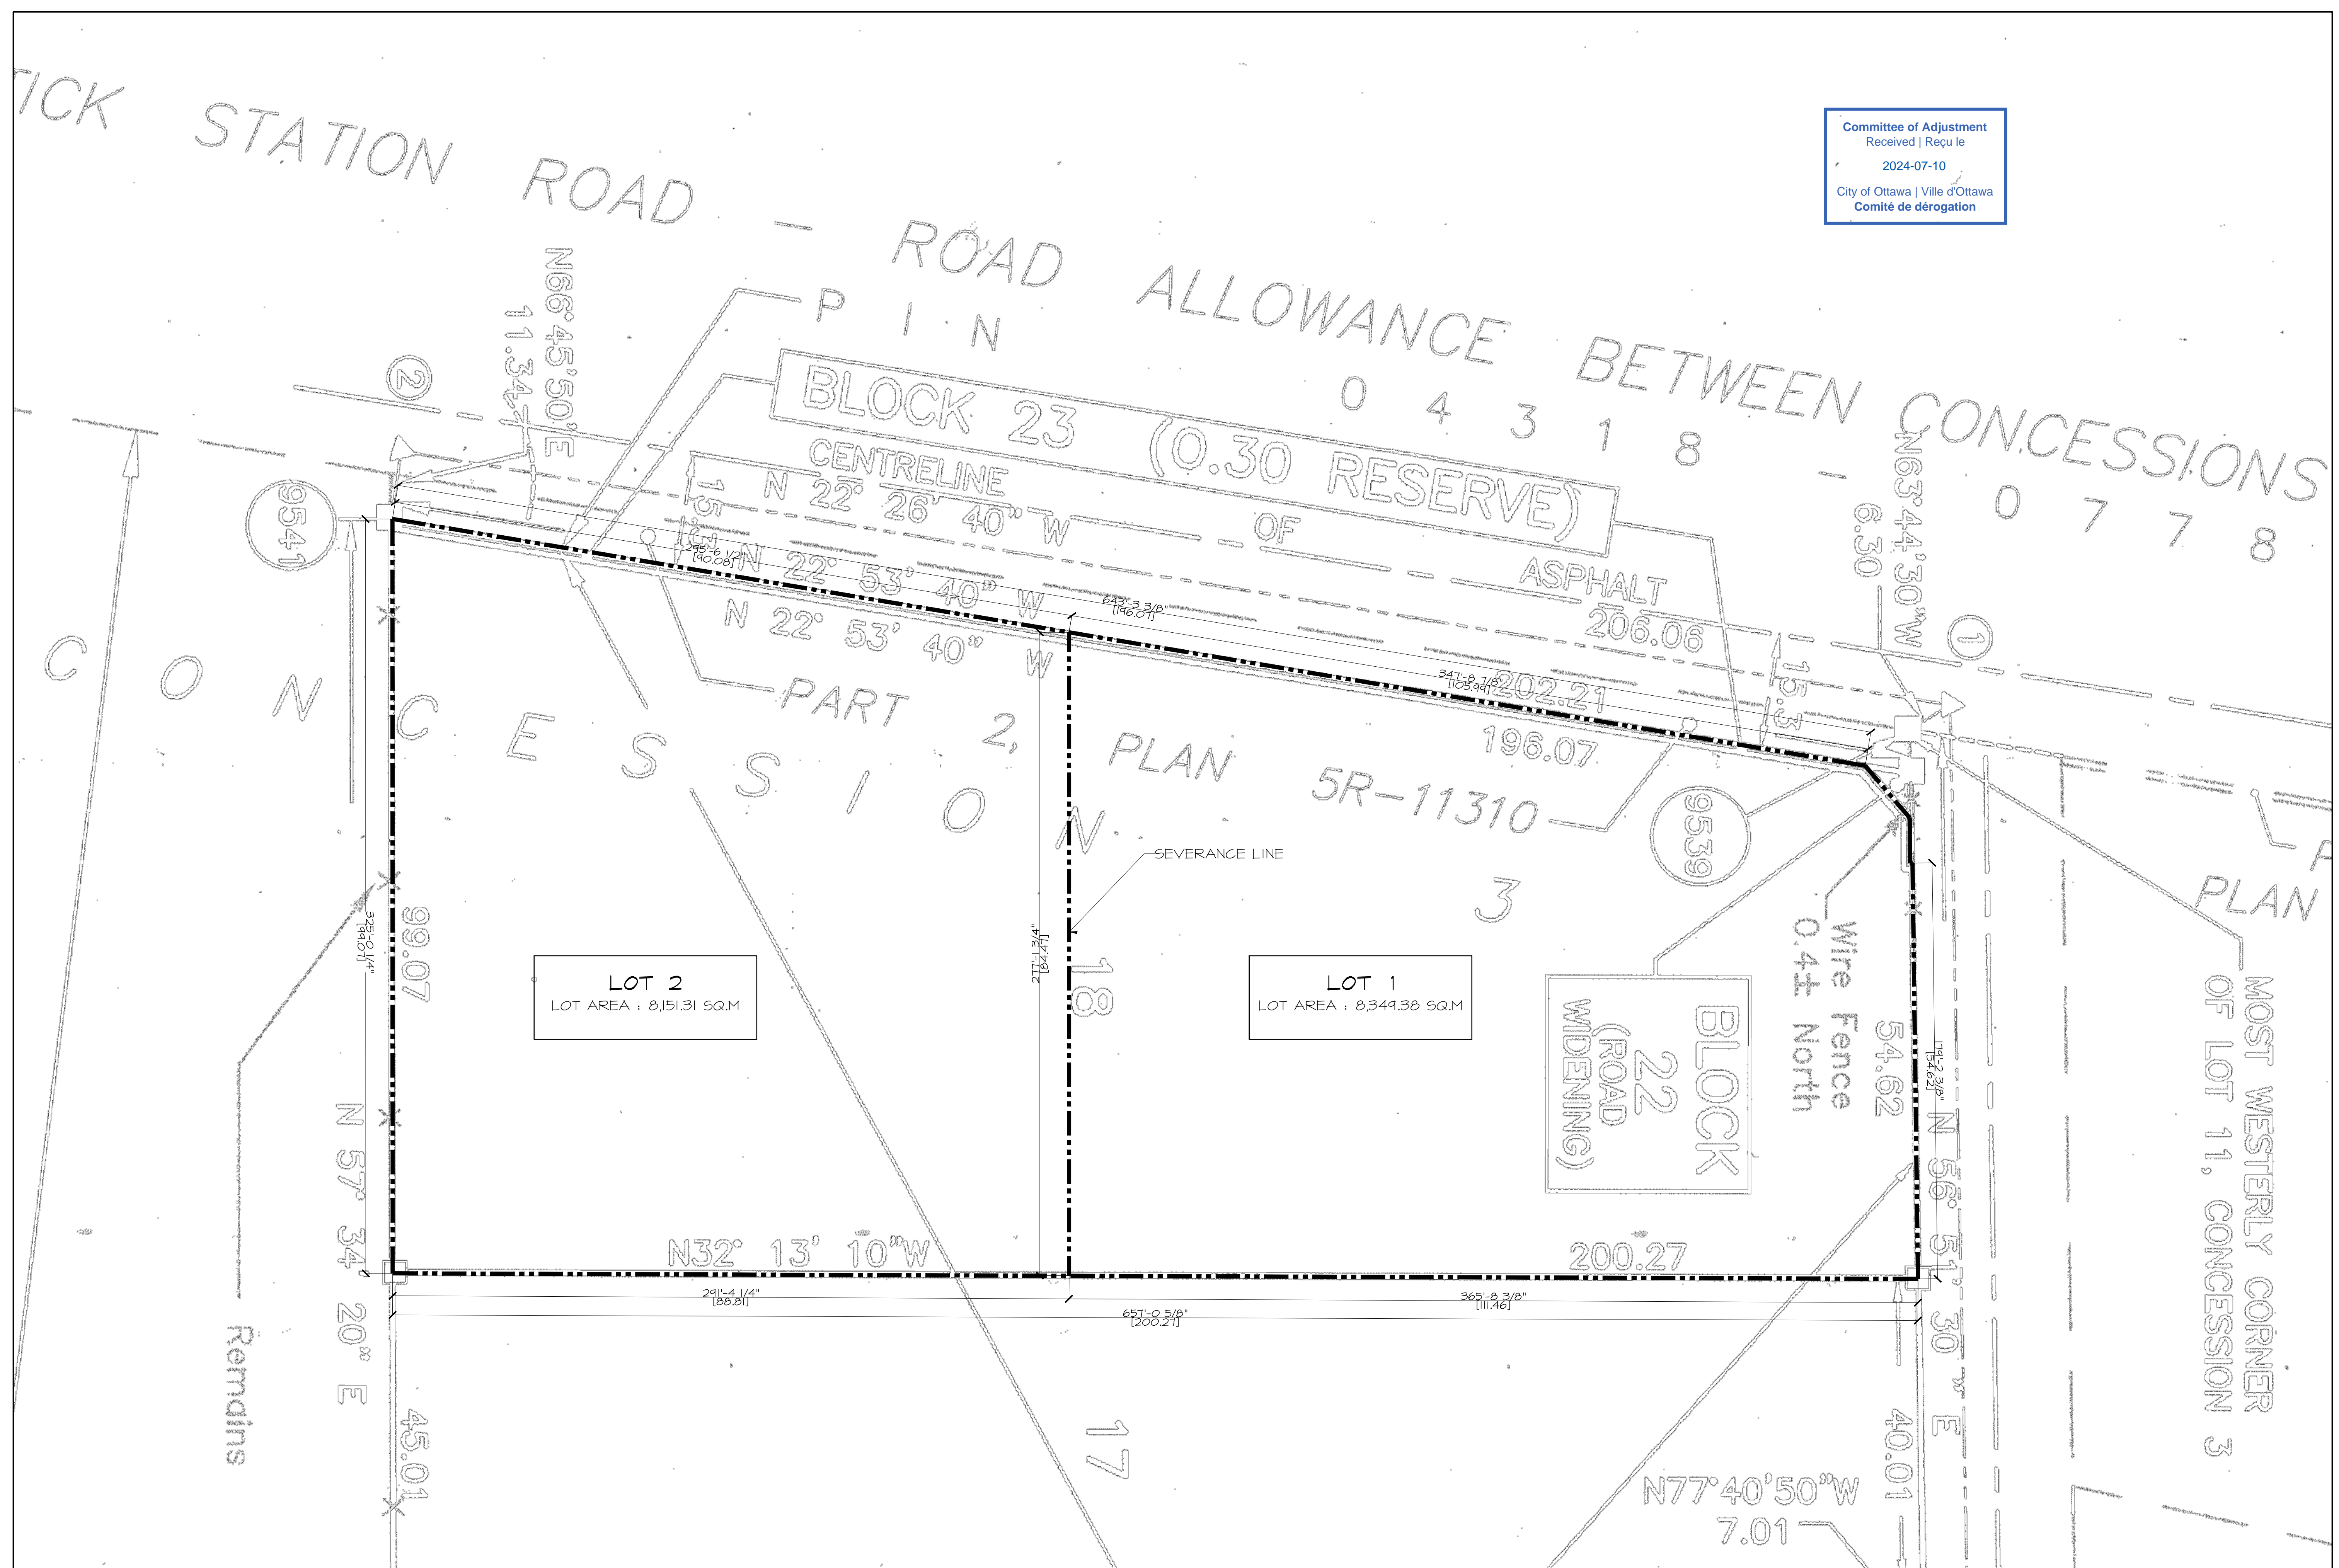 Committee of Adjustment
Received | Reçu le
2024-07-10
City of Ottawa | Ville d'Ottawa
Comité de dérogation
TICK STATION ROAD - ROAD ALLOWANCE BETWEEN CONCESSIONS
PIN 04318 - 0778
N66°45'50"E
11.34
2
BLOCK 23 (0.30 RESERVE)
CENTRELINE OF ASPHALT
N 22° 26' 40" W
206.06
N63°44'30"W
6.30
1
9541
15.3
N 22° 53' 40" W
202.21
15.3
295'-6 1/2"
[90.08]
643'-3 3/8"
[196.07]
347'-8 7/8"
[105.99]
N 22° 53' 40" W
196.07
PART 2, PLAN 5R-11310
CONCESSION 3
9539
SEVERANCE LINE
PLAN
99.07
325'-0 1/4"
[99.07]
277'-1 3/4"
[84.47]
18
LOT 2
LOT AREA : 8,151.31 SQ.M
LOT 1
LOT AREA : 8,349.38 SQ.M
BLOCK
22
(ROAD
WIDENING)
Wire Fence
0.4± North
54.62
179'-2 3/8"
[54.62]
MOST WESTERLY CORNER
OF LOT 11, CONCESSION 3
N 57° 34' 20" E
N 56° 51' 30" E
N32° 13' 10"W
200.27
291'-4 1/4"
[88.81]
365'-8 3/8"
[111.46]
657'-0 5/8"
[200.27]
Remains
45.01
17
40.01
N77°40'50"W
7.01